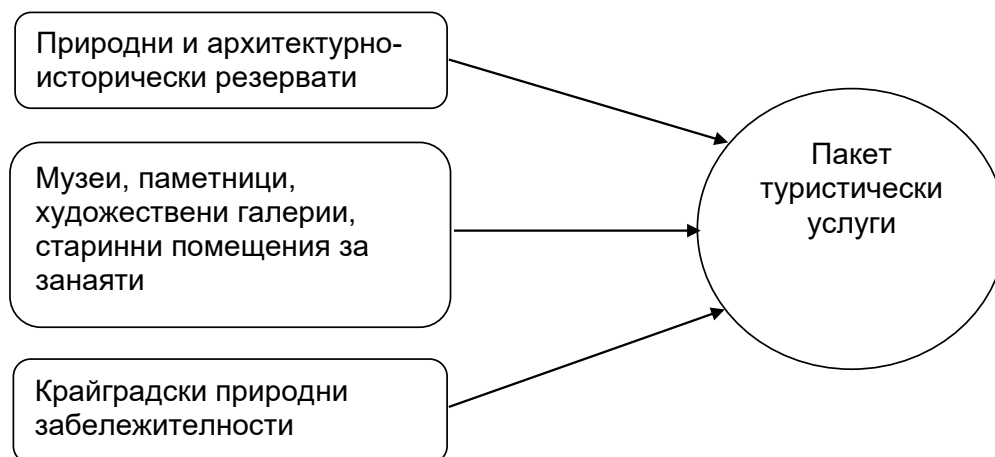 Природни и архитектурно-
исторически резервати
Музеи, паметници,
художествени галерии,
старинни помещения за
занаяти
Крайградски природни
забележителности
Пакет
туристически
услуги